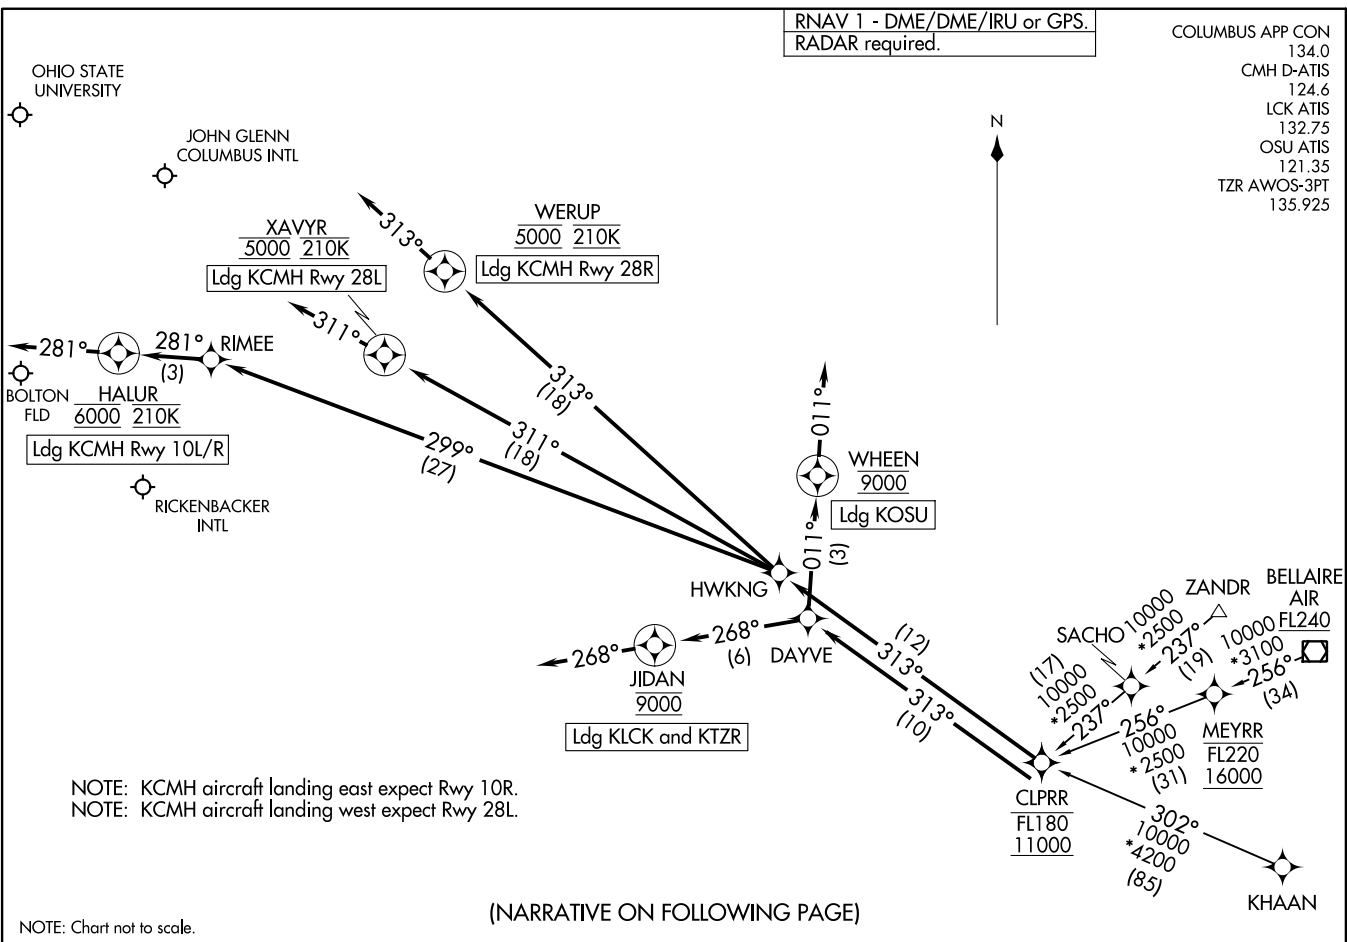 RNAV 1 - DME/DME/IRU or GPS.
RADAR required.
COLUMBUS APP CON
134.0
CMH D-ATIS
124.6
LCK ATIS
132.75
OSU ATIS
121.35
TZR AWOS-3PT
135.925
OHIO STATE
UNIVERSITY
JOHN GLENN
COLUMBUS INTL
N
XAVYR
5000 210K
Ldg KCMH Rwy 28L
313°
WERUP
5000 210K
Ldg KCMH Rwy 28R
311°
281°
281°
(3)
RIMEE
BOLTON
FLD
HALUR
6000 210K
Ldg KCMH Rwy 10L/R
RICKENBACKER
INTL
299°
(27)
311°
(18)
313°
(18)
011°
WHEEN
9000
Ldg KOSU
011°
(3)
HWKNG
268°
268°
(6)
DAYVE
JIDAN
9000
Ldg KLCK and KTZR
(12)
313°
313°
(10)
ZANDR
BELLAIRE
AIR
FL240
SACHO
10000
*2500
237°
(19)
10000
*3100
256°
(34)
(17)
10000
*2500
237°
256°
10000
*2500
(31)
MEYRR
FL220
16000
CLPRR
FL180
11000
302°
10000
*4200
(85)
KHAAN
NOTE: KCMH aircraft landing east expect Rwy 10R.
NOTE: KCMH aircraft landing west expect Rwy 28L.
(NARRATIVE ON FOLLOWING PAGE)
NOTE: Chart not to scale.